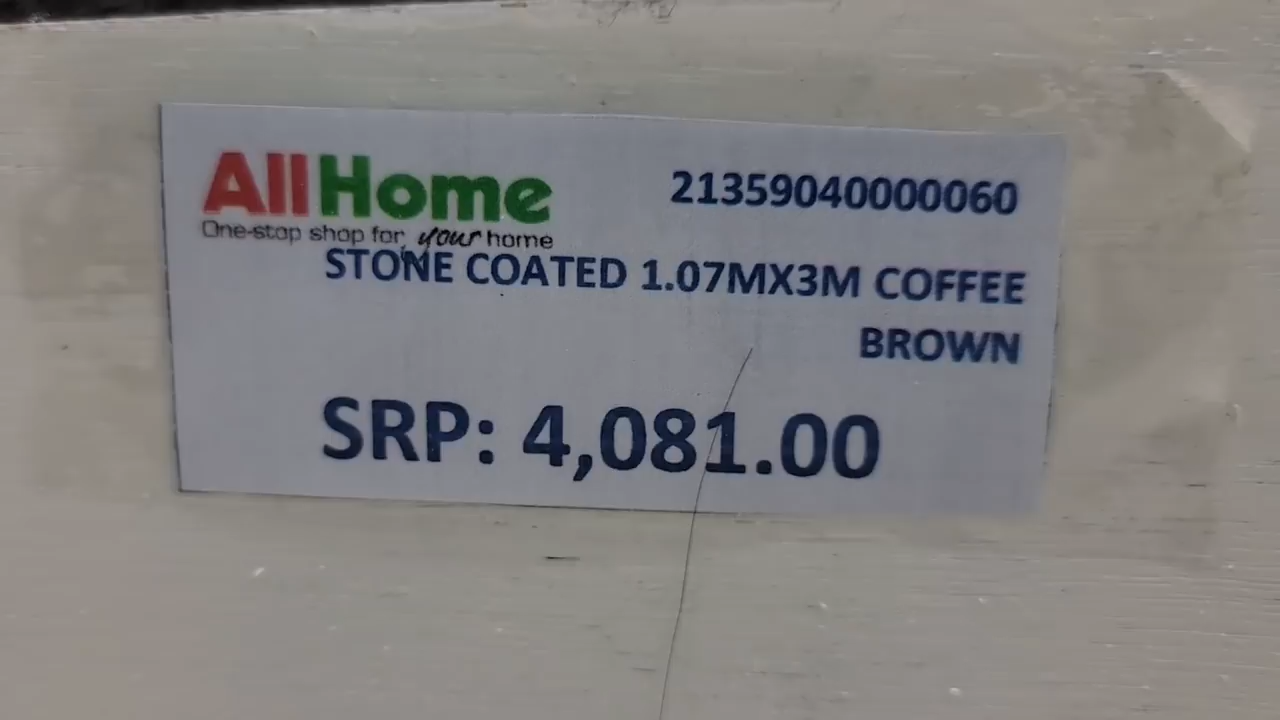 AllHome
One-stop shop for your home
21359040000060
STONE COATED 1.07MX3M COFFEE
BROWN
SRP: 4,081.00